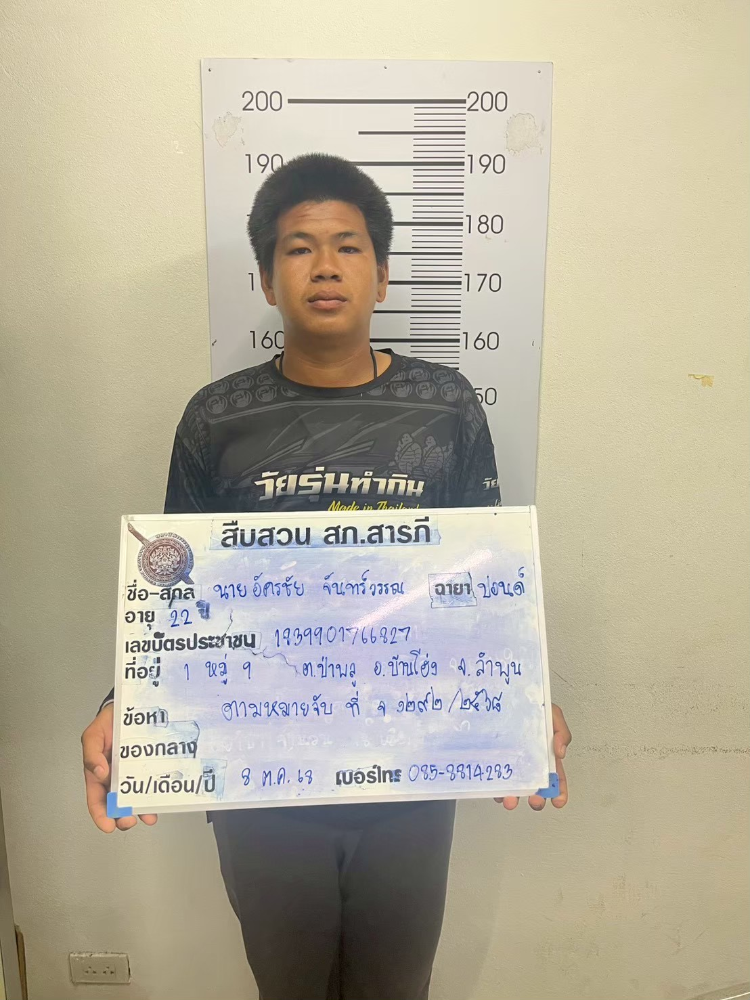 200 200
190 190
180
170
160 160
50
วัยรุ่นทำกิน
Made in Thailand
สืบสวน สภ.สารภี
ชื่อ-สกุล นายอัครชัย จันทร์วรรณ ฉายา ปอนด์
อายุ 22 ปี
เลขบัตรประชาชน 1839901766827
ที่อยู่ 1 หมู่ 9 ต.ป่าพลู อ.บ้านโฮ่ง จ.ลำพูน
ข้อหา ตามหมายจับ ที่ จ ๑๒๙๒/๒๕๖๘
ของกลาง
วัน/เดือน/ปี 8 ต.ค. 68 เบอร์โทร 085-8814283